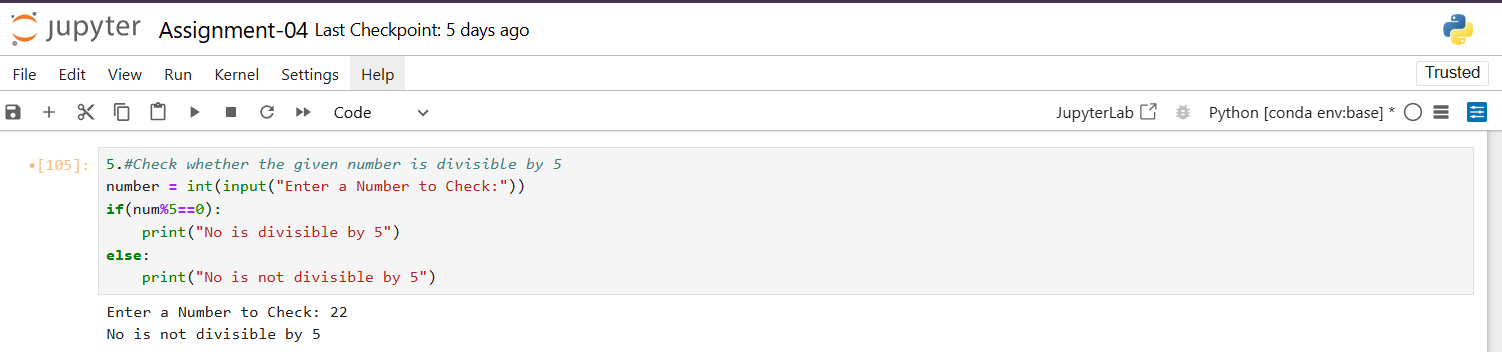 jupyter Assignment-04 Last Checkpoint: 5 days ago
File Edit View Run Kernel Settings Help Trusted
Code JupyterLab Python [conda env:base] *
[105]: 5.#Check whether the given number is divisible by 5
number = int(input("Enter a Number to Check:"))
if(num%5==0):
    print("No is divisible by 5")
else:
    print("No is not divisible by 5")
Enter a Number to Check: 22
No is not divisible by 5